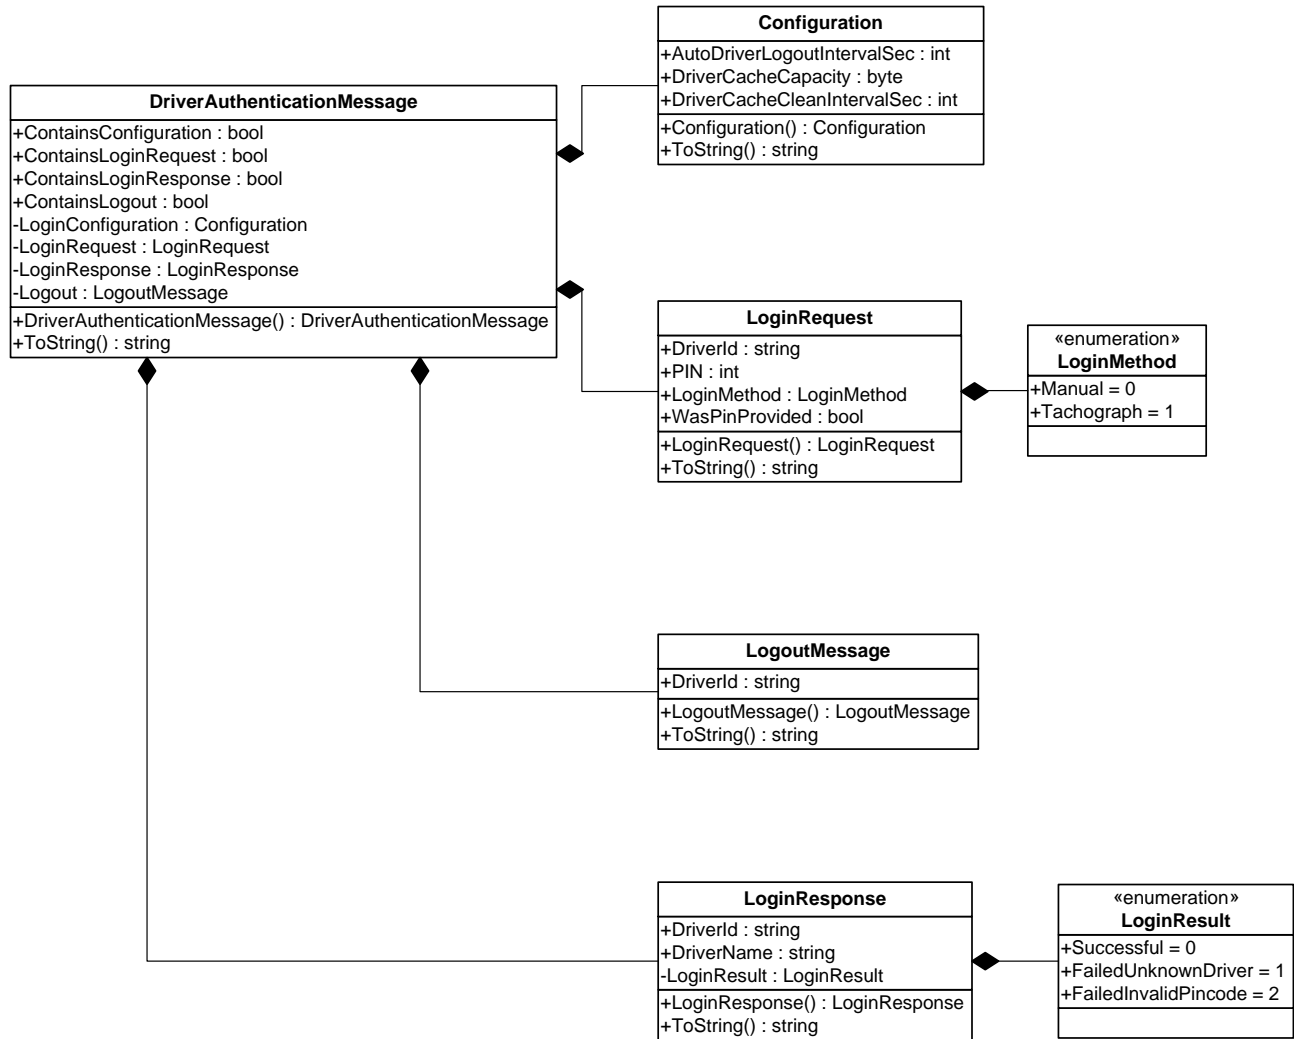 Configuration
+AutoDriverLogoutIntervalSec : int
+DriverCacheCapacity : byte
+DriverCacheCleanIntervalSec : int
+Configuration() : Configuration
+ToString() : string
DriverAuthenticationMessage
+ContainsConfiguration : bool
+ContainsLoginRequest : bool
+ContainsLoginResponse : bool
+ContainsLogout : bool
-LoginConfiguration : Configuration
-LoginRequest : LoginRequest
-LoginResponse : LoginResponse
-Logout : LogoutMessage
+DriverAuthenticationMessage() : DriverAuthenticationMessage
+ToString() : string
LoginRequest
+DriverId : string
+PIN : int
+LoginMethod : LoginMethod
+WasPinProvided : bool
+LoginRequest() : LoginRequest
+ToString() : string
«enumeration»
LoginMethod
+Manual = 0
+Tachograph = 1
LogoutMessage
+DriverId : string
+LogoutMessage() : LogoutMessage
+ToString() : string
LoginResponse
+DriverId : string
+DriverName : string
-LoginResult : LoginResult
+LoginResponse() : LoginResponse
+ToString() : string
«enumeration»
LoginResult
+Successful = 0
+FailedUnknownDriver = 1
+FailedInvalidPincode = 2